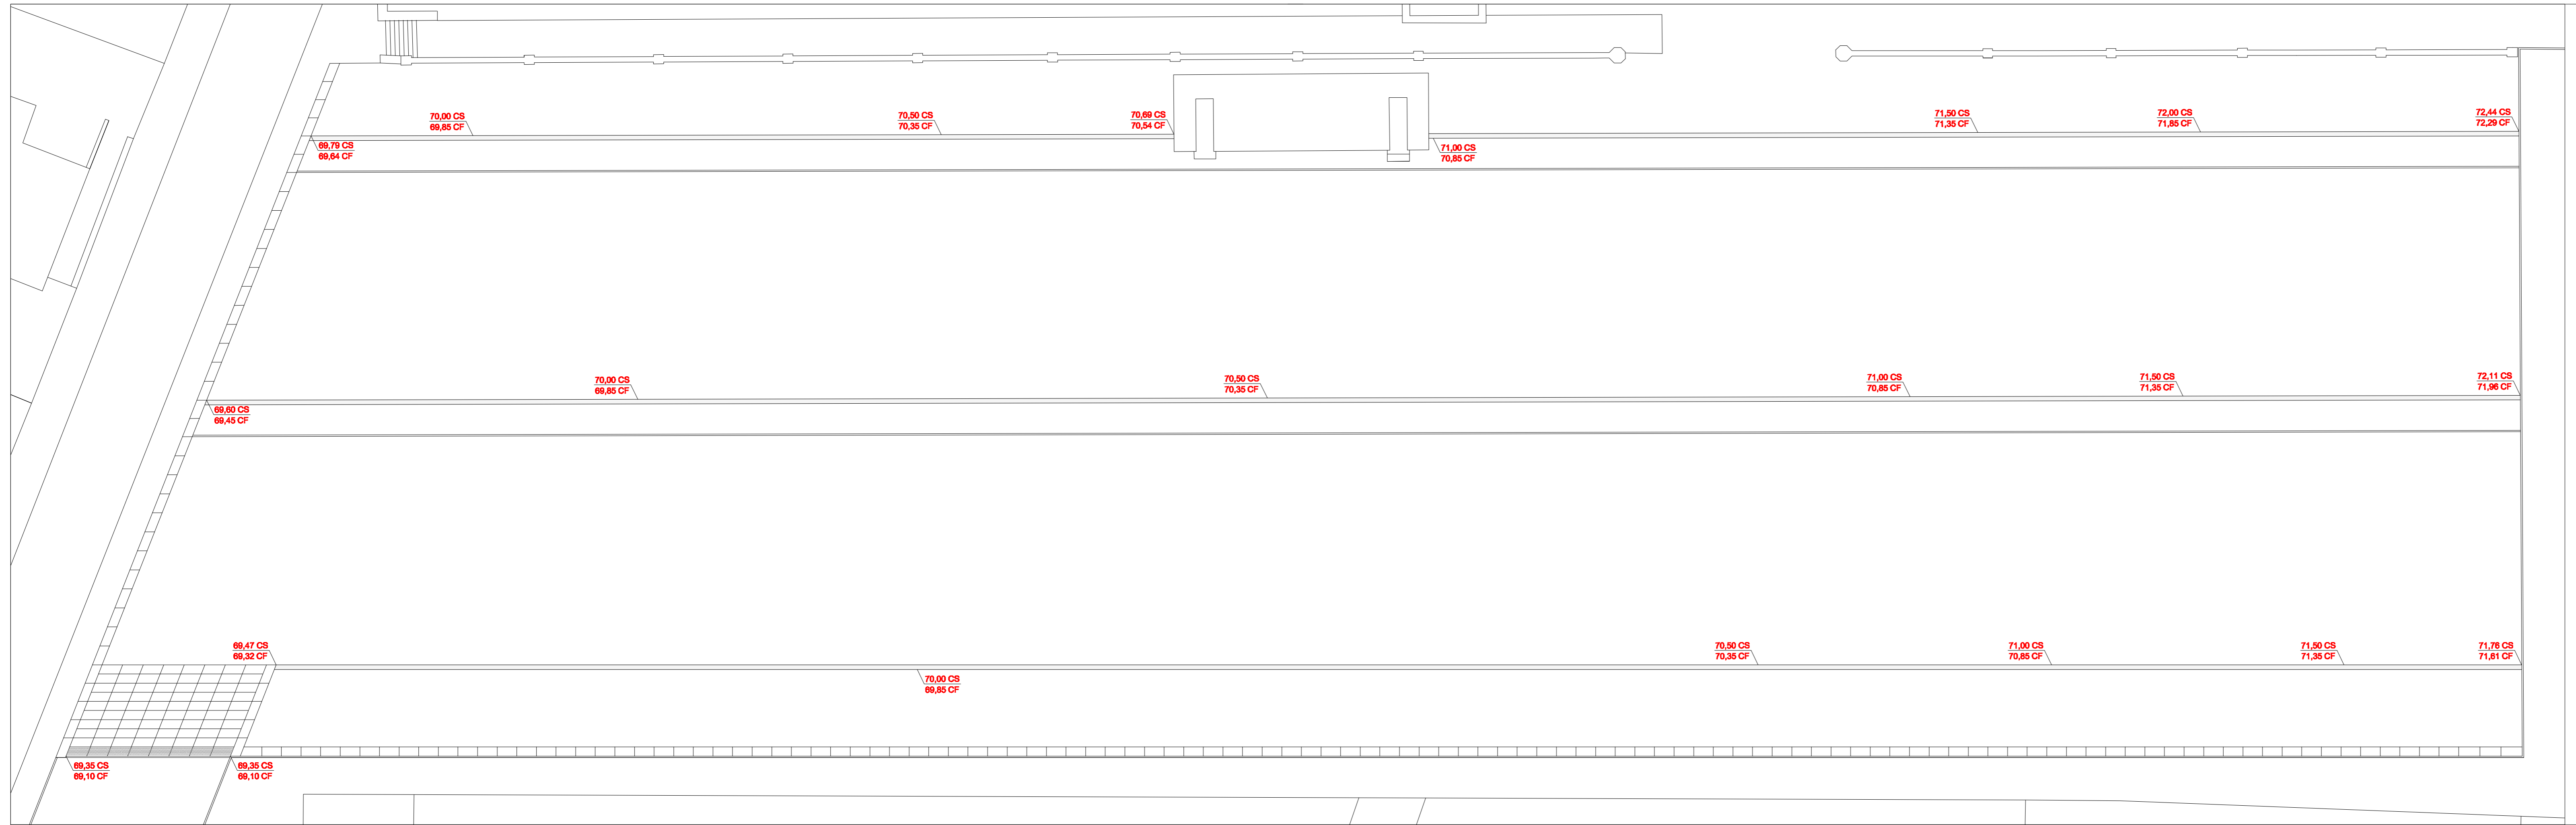 70,00 CS
69,85 CF
70,50 CS
70,35 CF
70,69 CS
70,54 CF
71,50 CS
71,35 CF
72,00 CS
71,85 CF
72,44 CS
72,29 CF
69,79 CS
69,64 CF
71,00 CS
70,85 CF
70,00 CS
69,85 CF
70,50 CS
70,35 CF
71,00 CS
70,85 CF
71,50 CS
71,35 CF
72,11 CS
71,96 CF
69,60 CS
69,45 CF
69,47 CS
69,32 CF
70,50 CS
70,35 CF
71,00 CS
70,85 CF
71,50 CS
71,35 CF
71,76 CS
71,61 CF
70,00 CS
69,85 CF
69,35 CS
69,10 CF
69,35 CS
69,10 CF